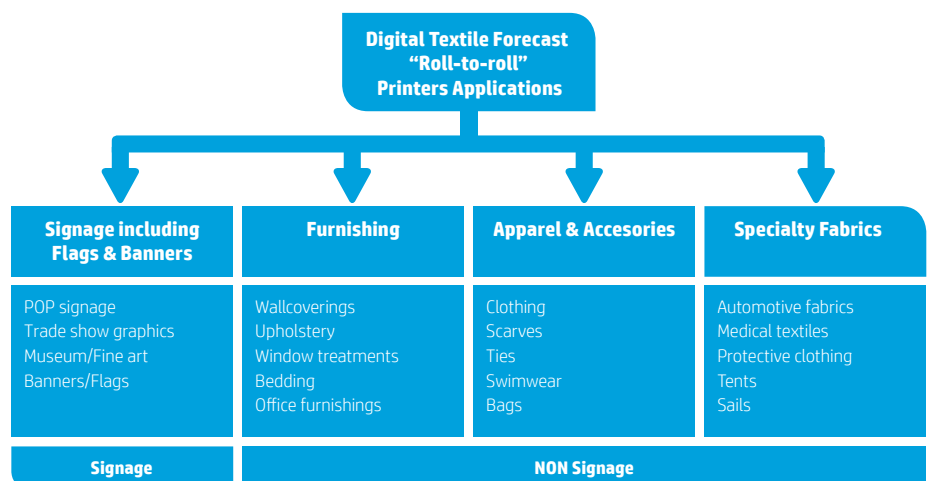 Digital Textile Forecast
“Roll-to-roll”
Printers Applications
Signage including
Flags & Banners
POP signage
Trade show graphics
Museum/Fine art
Banners/Flags
Furnishing
Wallcoverings
Upholstery
Window treatments
Bedding
Office furnishings
Apparel & Accesories
Clothing
Scarves
Ties
Swimwear
Bags
Specialty Fabrics
Automotive fabrics
Medical textiles
Protective clothing
Tents
Sails
Signage
NON Signage